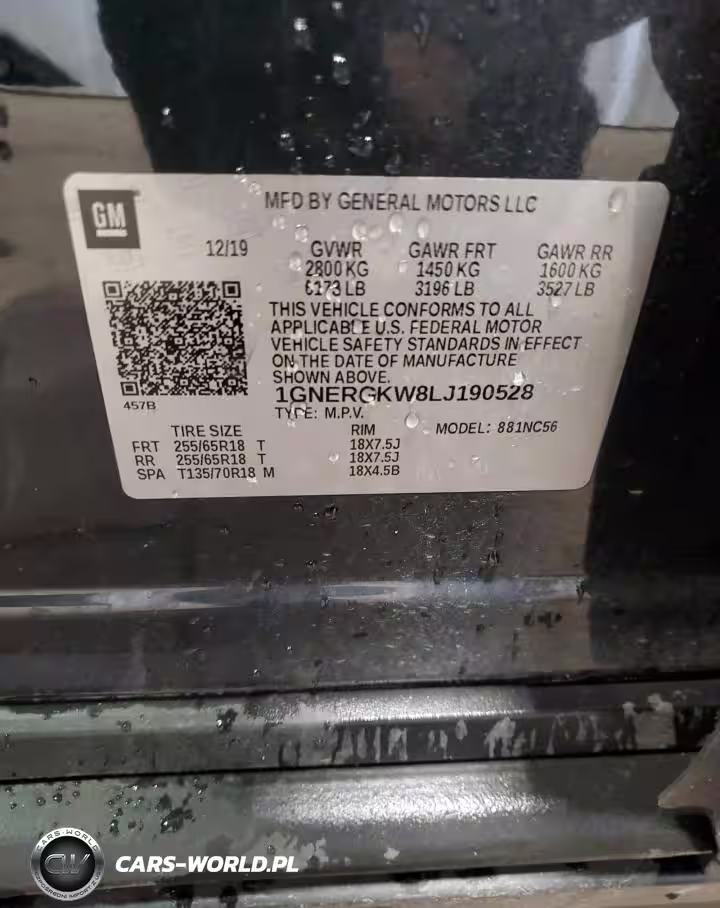 GM
MFD BY GENERAL MOTORS LLC
12/19 GVWR GAWR FRT GAWR RR
2800 KG 1450 KG 1600 KG
6173 LB 3196 LB 3527 LB
THIS VEHICLE CONFORMS TO ALL
APPLICABLE U.S. FEDERAL MOTOR
VEHICLE SAFETY STANDARDS IN EFFECT
ON THE DATE OF MANUFACTURE
SHOWN ABOVE.
457B
1GNERGKW8LJ190528
TYPE: M.P.V.
TIRE SIZE RIM MODEL: 881NC56
FRT 255/65R18 T 18X7.5J
RR 255/65R18 T 18X7.5J
SPA T135/70R18 M 18X4.5B
CARS-WORLD
CW
CARS-WORLD.PL